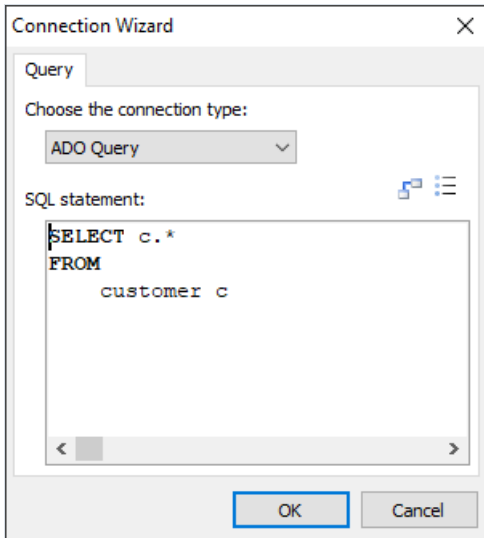 Connection Wizard
Query
Choose the connection type:
ADO Query
SQL statement:
SELECT c.*
FROM
    customer c
OK
Cancel